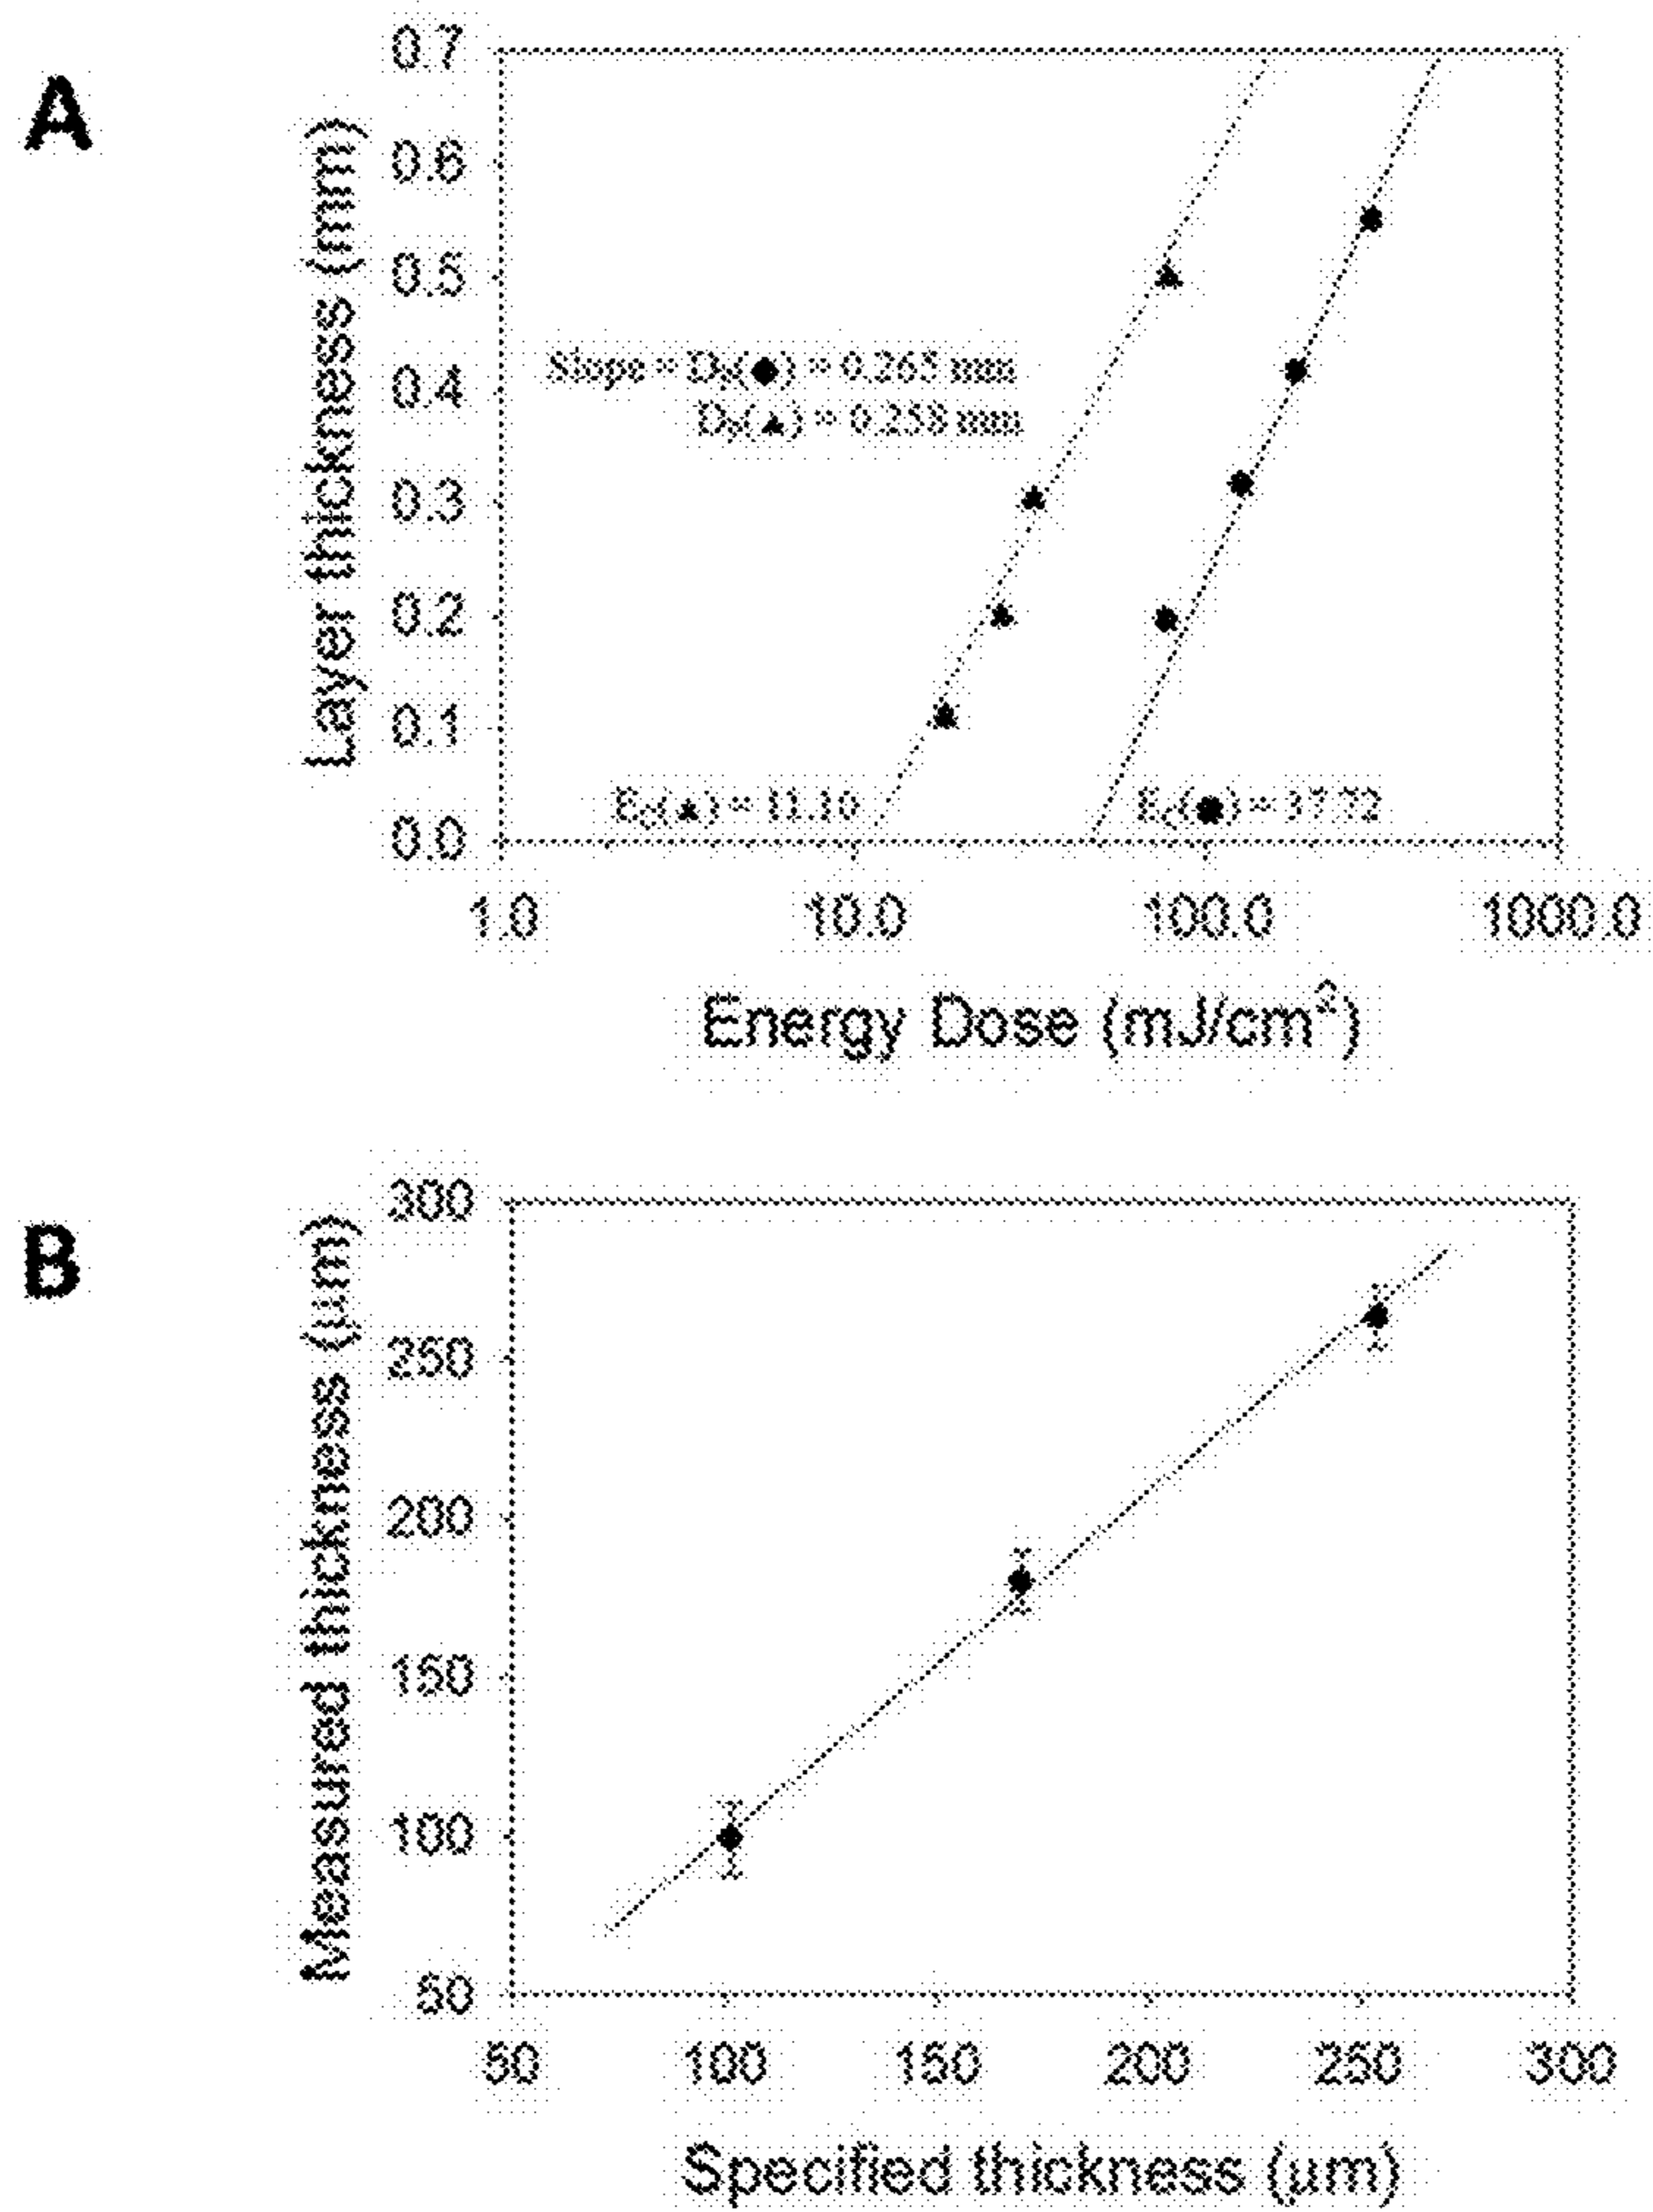 A
0.7
0.6
0.5
0.4
0.3
0.2
0.1
0.0
Layer thickness (mm)
Slope = Dₚ(●) = 0.265 mm
Dₚ(▲) = 0.258 mm
E_C(▲) = 11.10
E_C(●) = 37.72
1.0 10.0 100.0 1000.0
Energy Dose (mJ/cm²)
B
300
250
200
150
100
50
Measured thickness (µm)
50 100 150 200 250 300
Specified thickness (µm)